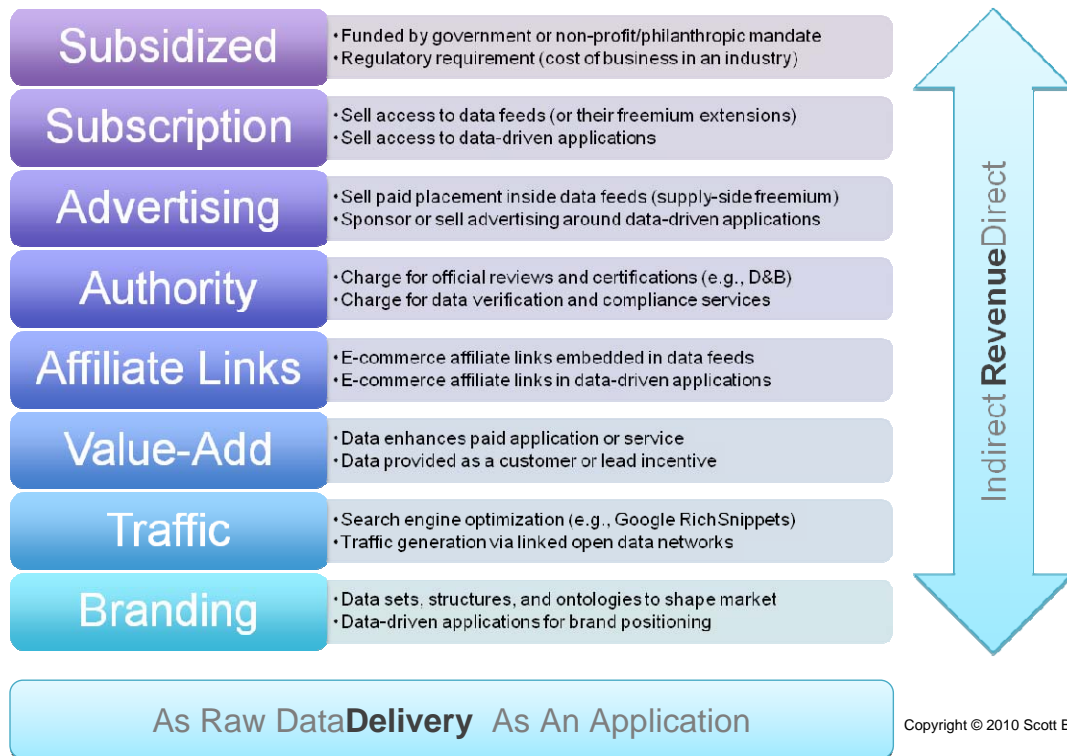 Subsidized
• Funded by government or non-profit/philanthropic mandate
• Regulatory requirement (cost of business in an industry)
Subscription
• Sell access to data feeds (or their freemium extensions)
• Sell access to data-driven applications
Advertising
• Sell paid placement inside data feeds (supply-side freemium)
• Sponsor or sell advertising around data-driven applications
Authority
• Charge for official reviews and certifications (e.g., D&B)
• Charge for data verification and compliance services
Affiliate Links
• E-commerce affiliate links embedded in data feeds
• E-commerce affiliate links in data-driven applications
Value-Add
• Data enhances paid application or service
• Data provided as a customer or lead incentive
Traffic
• Search engine optimization (e.g., Google RichSnippets)
• Traffic generation via linked open data networks
Branding
• Data sets, structures, and ontologies to shape market
• Data-driven applications for brand positioning
Indirect RevenueDirect
As Raw DataDelivery As An Application
Copyright © 2010 Scott